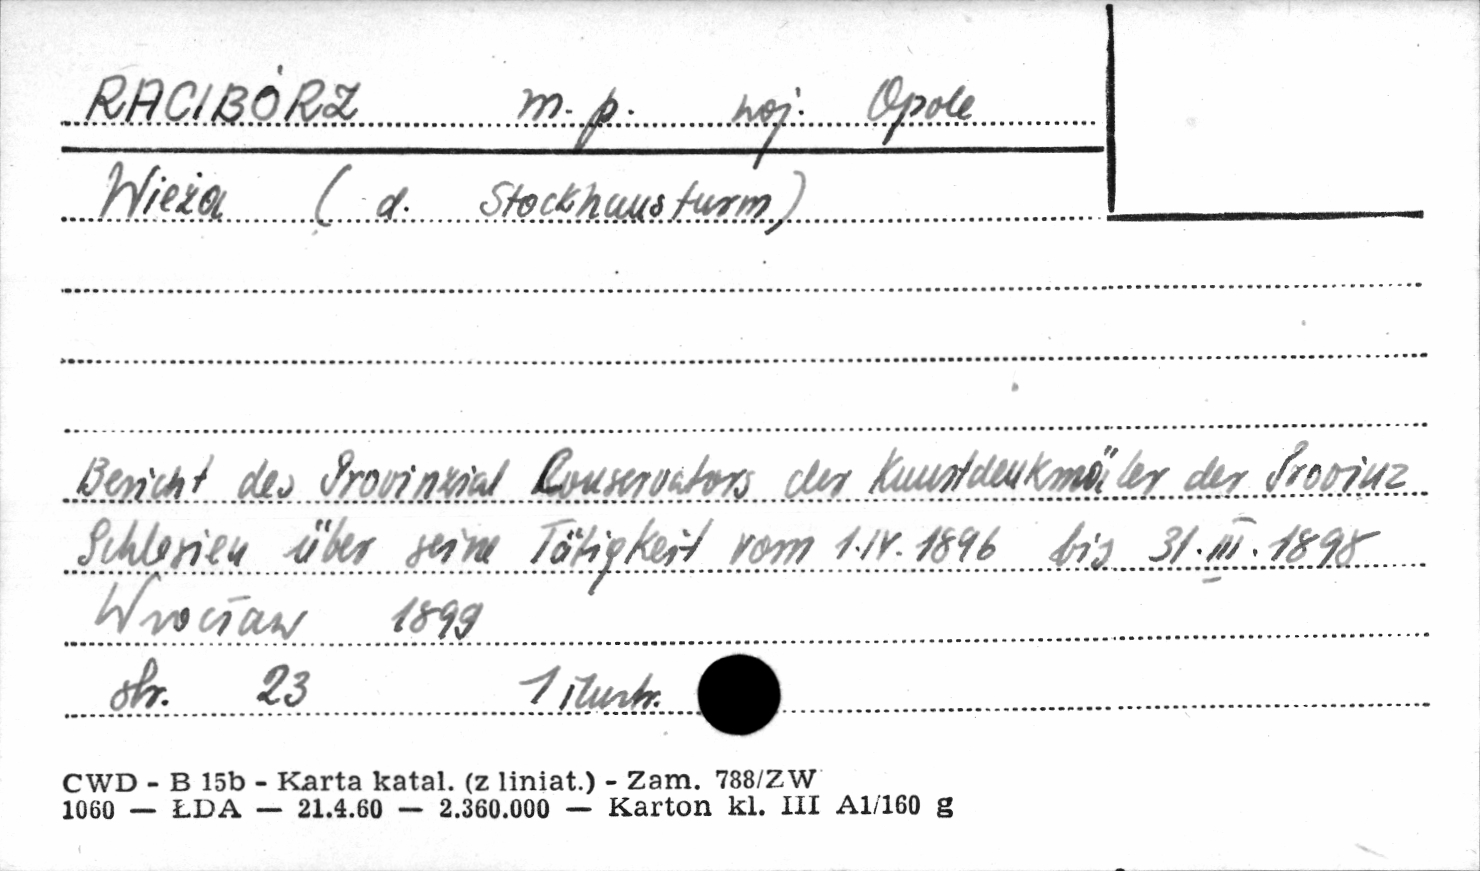 RACIBÓRZ m. p. woj. Opole
Wieża (d. Stockhausturm)
Bericht des Provinzial Conservators der Kunstdenkmäler der Provinz
Schlesien über seine Tätigkeit vom 1.IV.1896 bis 31.III.1898
Wrocław 1899
str. 23 1 ilustr.
CWD - B 15b - Karta katal. (z liniat.) - Zam. 788/ZW
1060 — ŁDA — 21.4.60 — 2.360.000 — Karton kl. III A1/160 g